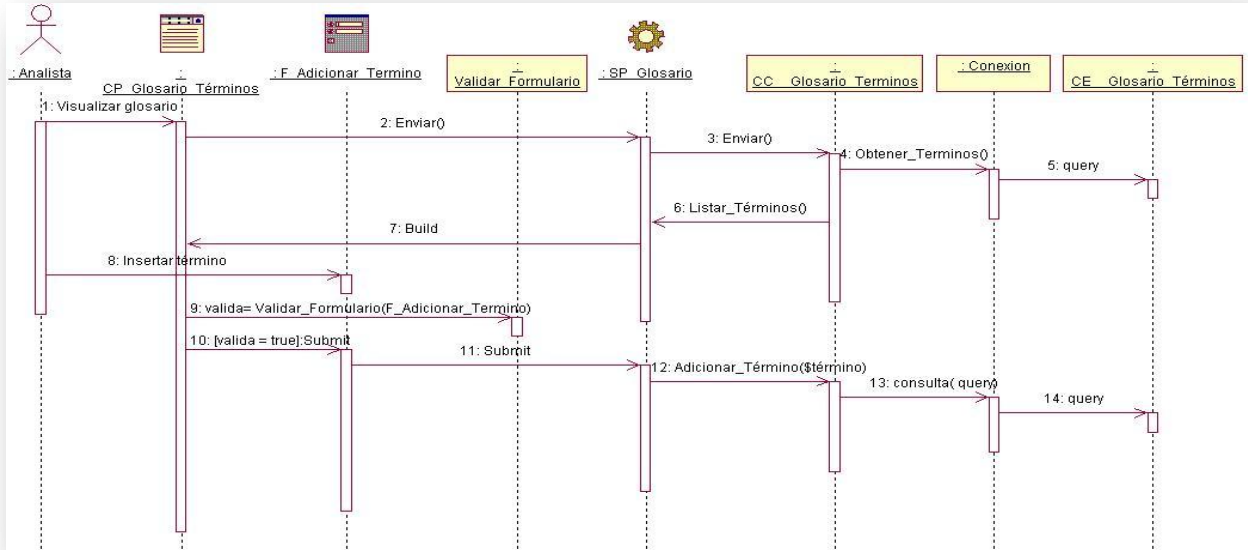 : Analista
:
CP_Glosario_Términos
: F_Adicionar_Termino
:
Validar_Formulario
: SP_Glosario
:
CC__Glosario_Terminos
: Conexion
:
CE__Glosario_Términos
1: Visualizar glosario
2: Enviar()
3: Enviar()
4: Obtener_Terminos()
5: query
6: Listar_Términos()
7: Build
8: Insertar término
9: valida= Validar_Formulario(F_Adicionar_Termino)
10: [valida = true]:Submit
11: Submit
12: Adicionar_Término($término)
13: consulta( query)
14: query